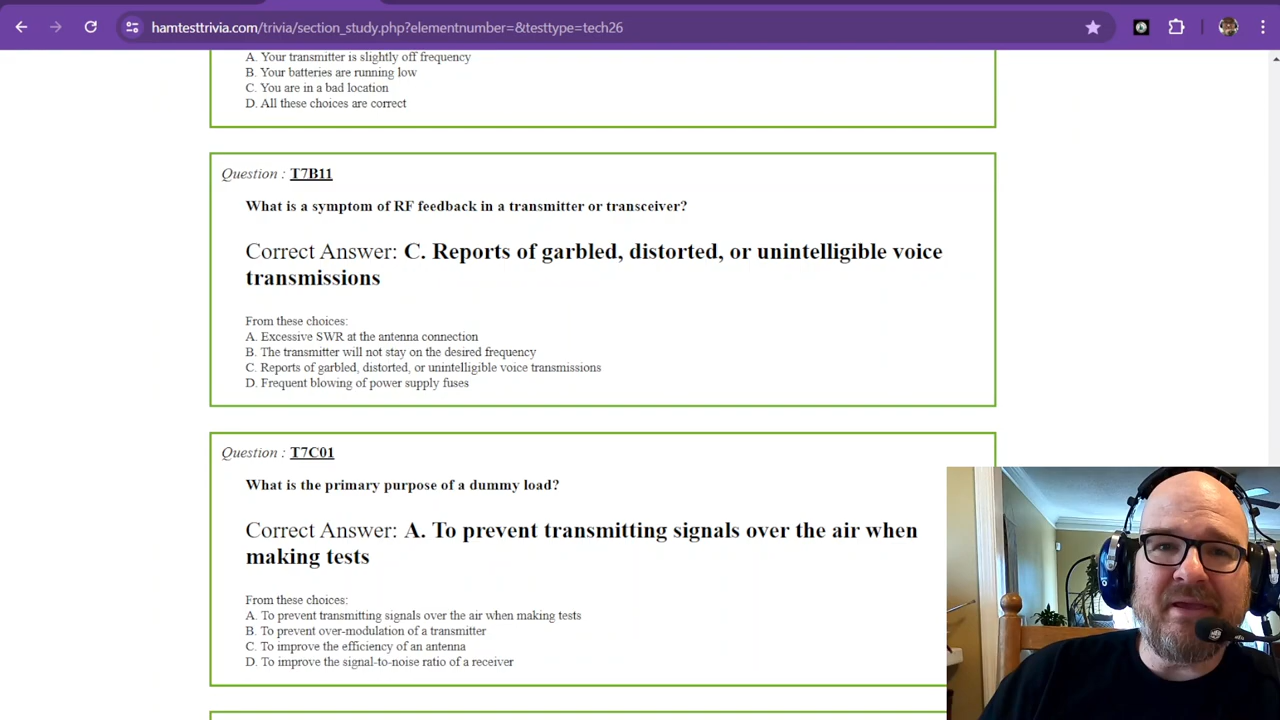 hamtesttrivia.com/trivia/section_study.php?elementnumber=&testtype=tech26
A. Your transmitter is slightly off frequency
B. Your batteries are running low
C. You are in a bad location
D. All these choices are correct
Question : T7B11
What is a symptom of RF feedback in a transmitter or transceiver?
Correct Answer: C. Reports of garbled, distorted, or unintelligible voice
transmissions
From these choices:
A. Excessive SWR at the antenna connection
B. The transmitter will not stay on the desired frequency
C. Reports of garbled, distorted, or unintelligible voice transmissions
D. Frequent blowing of power supply fuses
Question : T7C01
What is the primary purpose of a dummy load?
Correct Answer: A. To prevent transmitting signals over the air when
making tests
From these choices:
A. To prevent transmitting signals over the air when making tests
B. To prevent over-modulation of a transmitter
C. To improve the efficiency of an antenna
D. To improve the signal-to-noise ratio of a receiver